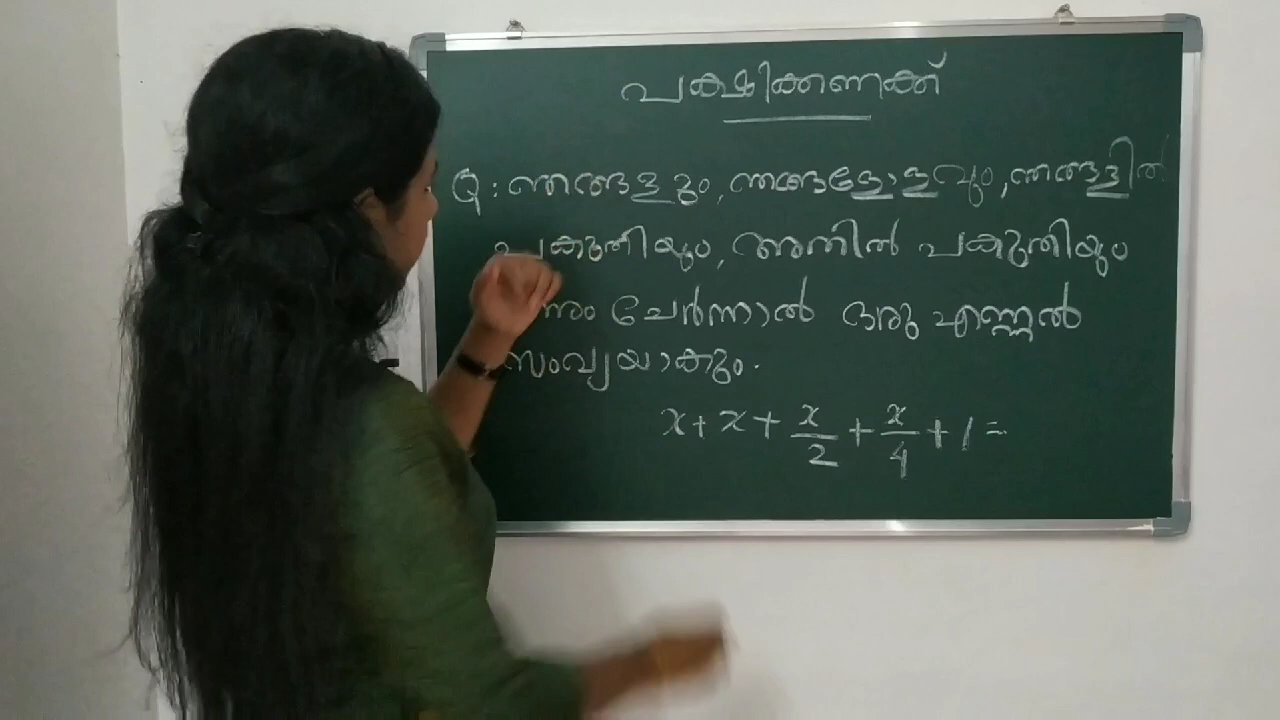 പക്ഷിക്കണക്ക്
Q: ഞങ്ങളും, ഞങ്ങളോളവും, ഞങ്ങളിൽ
പകുതിയും, അതിൽ പകുതിയും
ചേർന്നാൽ ഒരു എണ്ണൽ
സംഖ്യയാകും.
x + x + x/2 + x/4 + 1 =